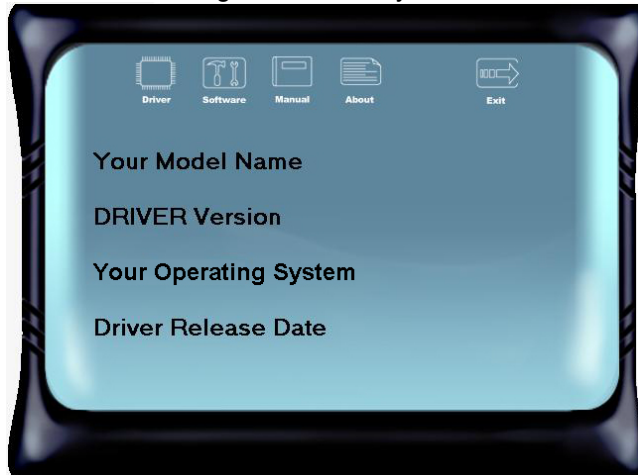 Driver Software Manual About Exit
Your Model Name
DRIVER Version
Your Operating System
Driver Release Date